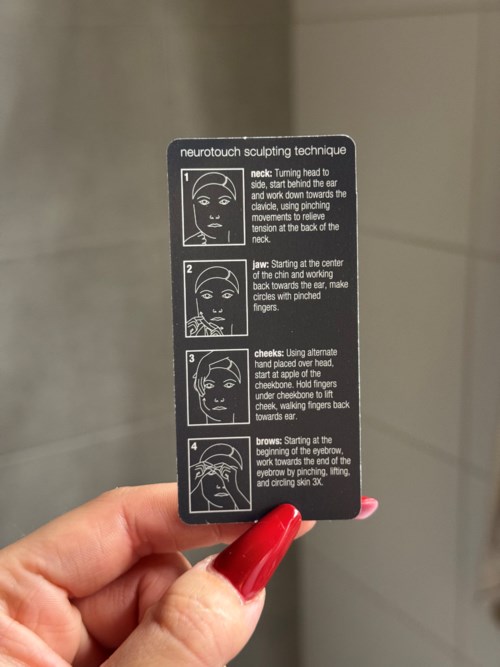 neurotouch sculpting technique
1
neck: Turning head to
side, start behind the ear
and work down towards the
clavicle, using pinching
movements to relieve
tension at the back of the
neck.
2
jaw: Starting at the center
of the chin and working
back towards the ear, make
circles with pinched
fingers.
3
cheeks: Using alternate
hand placed over head,
start at apple of the
cheekbone. Hold fingers
under cheekbone to lift
cheek, walking fingers back
towards ear.
4
brows: Starting at the
beginning of the eyebrow,
work towards the end of the
eyebrow by pinching, lifting,
and circling skin 3X.